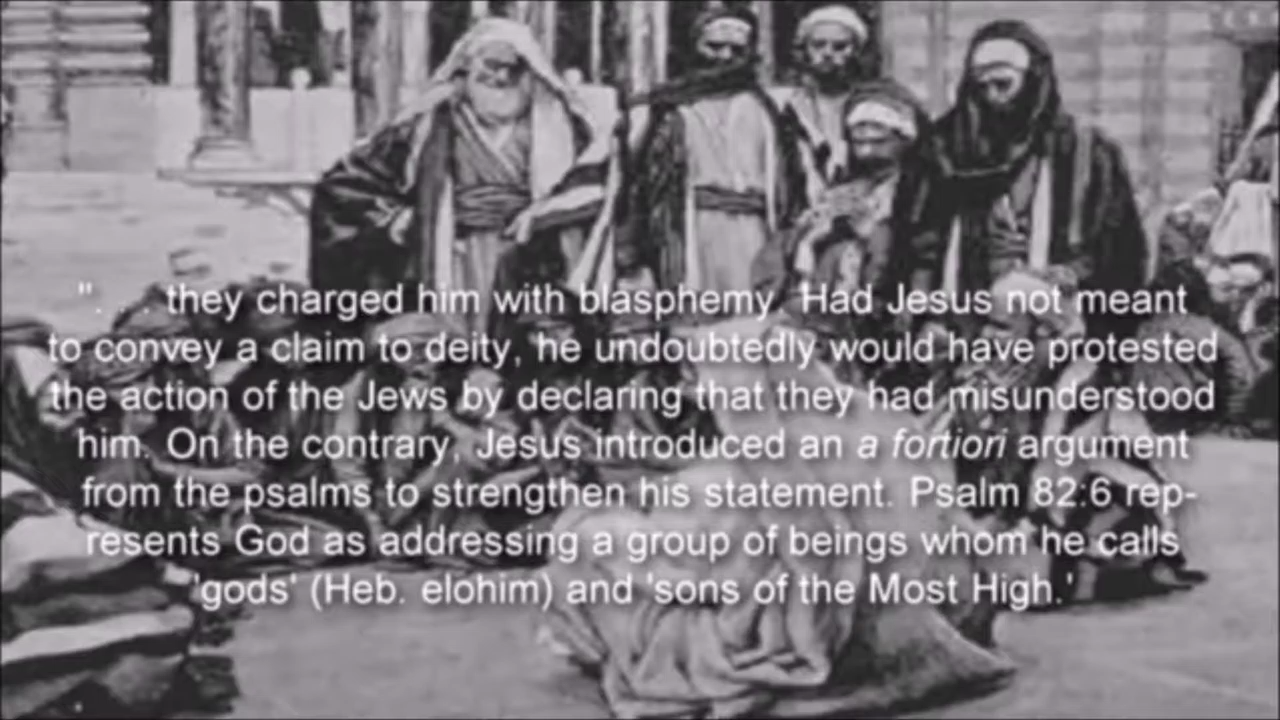 ". . . they charged him with blasphemy. Had Jesus not meant
to convey a claim to deity, he undoubtedly would have protested
the action of the Jews by declaring that they had misunderstood
him. On the contrary, Jesus introduced an a fortiori argument
from the psalms to strengthen his statement. Psalm 82:6 rep-
resents God as addressing a group of beings whom he calls
'gods' (Heb. elohim) and 'sons of the Most High.'